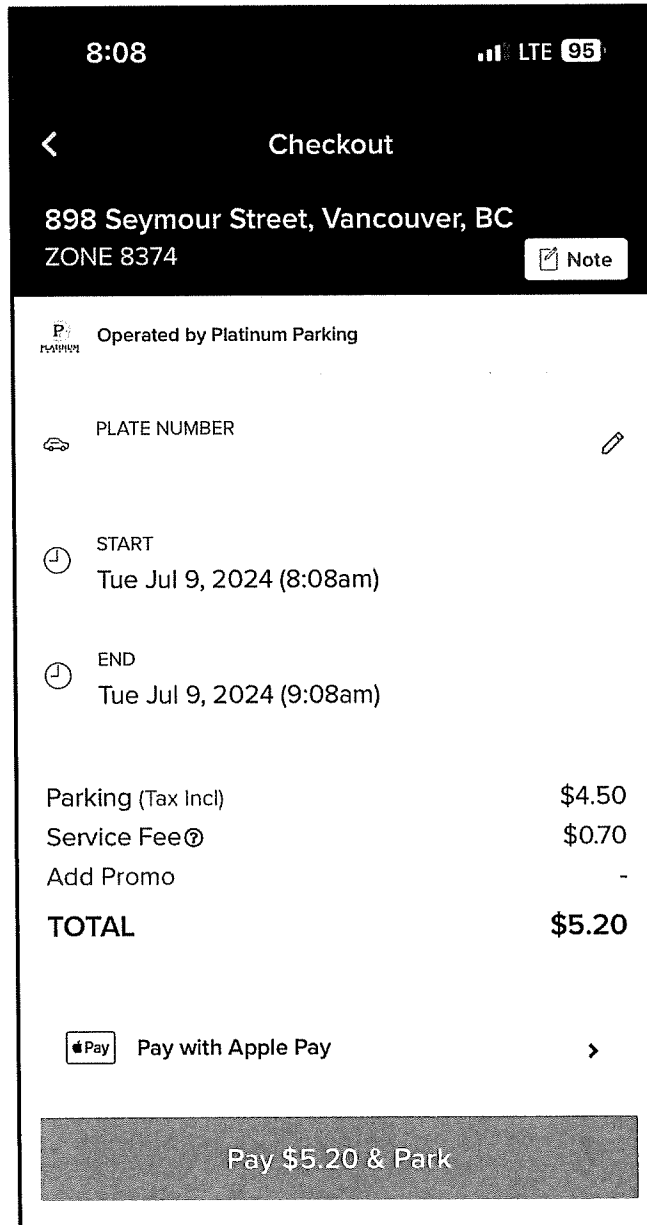 8:08 LTE 95
Checkout
898 Seymour Street, Vancouver, BC
ZONE 8374
Note
P
PLATINUM
Operated by Platinum Parking
PLATE NUMBER
START
Tue Jul 9, 2024 (8:08am)
END
Tue Jul 9, 2024 (9:08am)
Parking (Tax Incl) $4.50
Service Fee? $0.70
Add Promo -
TOTAL $5.20
Pay Pay with Apple Pay
Pay $5.20 & Park